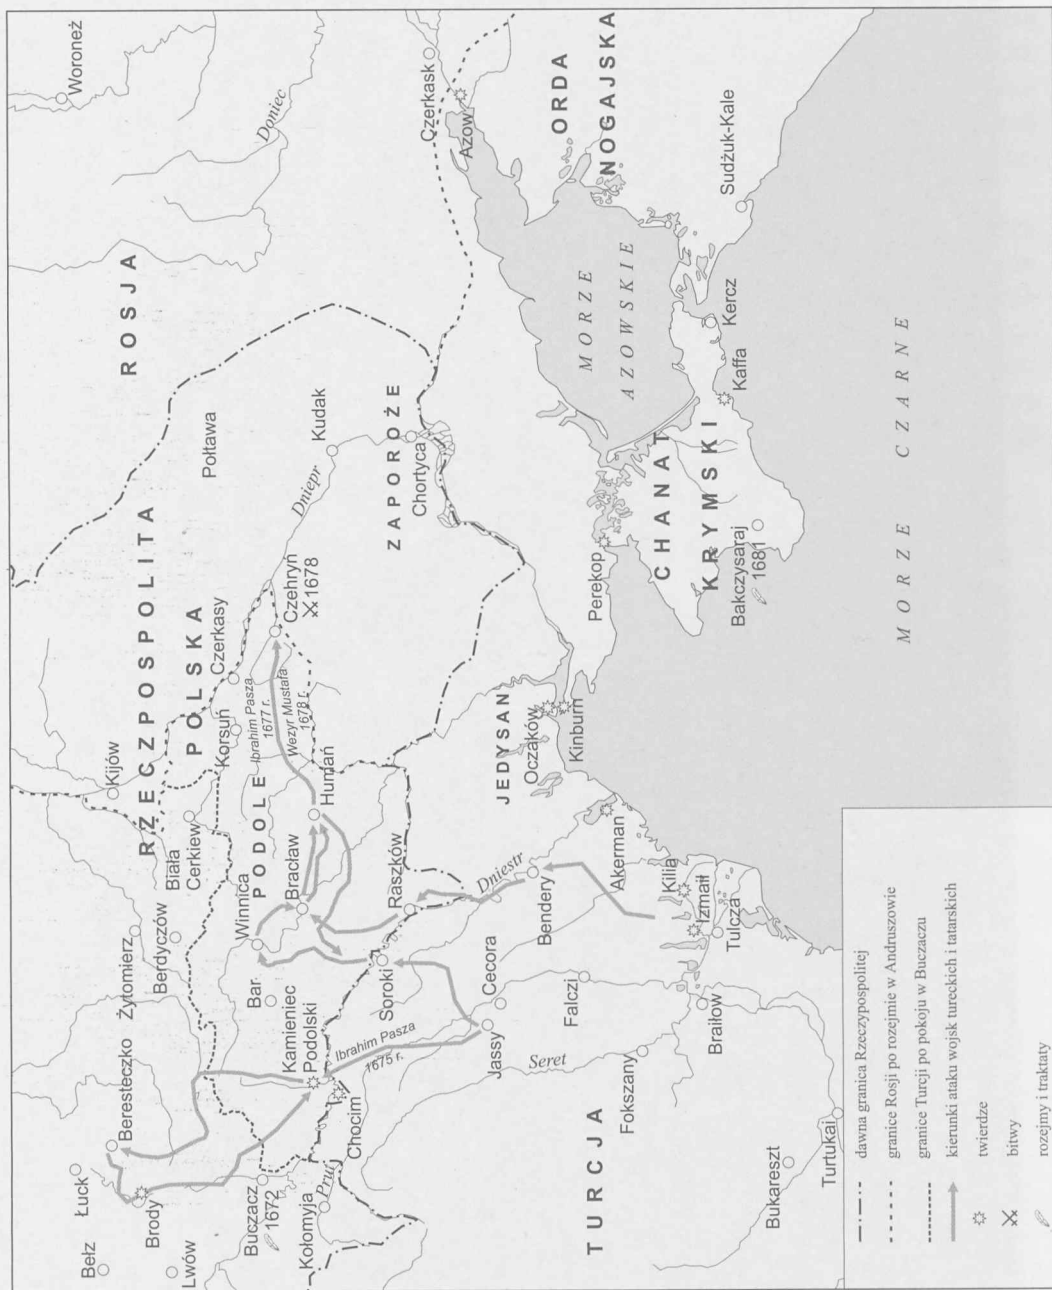 Woroneż
Doniec
Czerkask
Azow
ORDA
NOGAJSKA
Sudżuk-Kale
ROSJA
MORZE
AZOWSKIE
Kercz
Kaffa
MORZE CZARNE
Połtawa
Kudak
Dniepr
ZAPOROŻE
Chortyca
CHANAT
KRYMSKI
Perekop
Bakczysaraj
1681
RZECZPOSPOLITA
POLSKA
Czerkasy
Czehryń
1678
Kijów
Korsuń
Ibrahim Pasza
1677 r.
Wezyr Mustafa
1678 r.
JEDYSAN
Oczaków
Kinburn
Biała
Cerkiew
PODOLE
Humań
Winnica
Bracław
Raszków
Dniestr
Akerman
Żytomierz
Berdyczów
Bar
Soroki
Bendery
Kilia
Izmaił
Tulcza
Beresteczko
Kamieniec
Podolski
Ibrahim Pasza
1675 r.
Jassy
Cecora
Falczi
Braiłow
Łuck
Brody
Buczacz
1672
Chocim
Prut
Seret
Fokszany
Bełz
Lwów
Kołomyja
TURCJA
Bukareszt
Turtukai
dawna granica Rzeczypospolitej
granice Rosji po rozejmie w Andruszowie
granice Turcji po pokoju w Buczaczu
kierunki ataku wojsk tureckich i tatarskich
twierdze
bitwy
rozejmy i traktaty